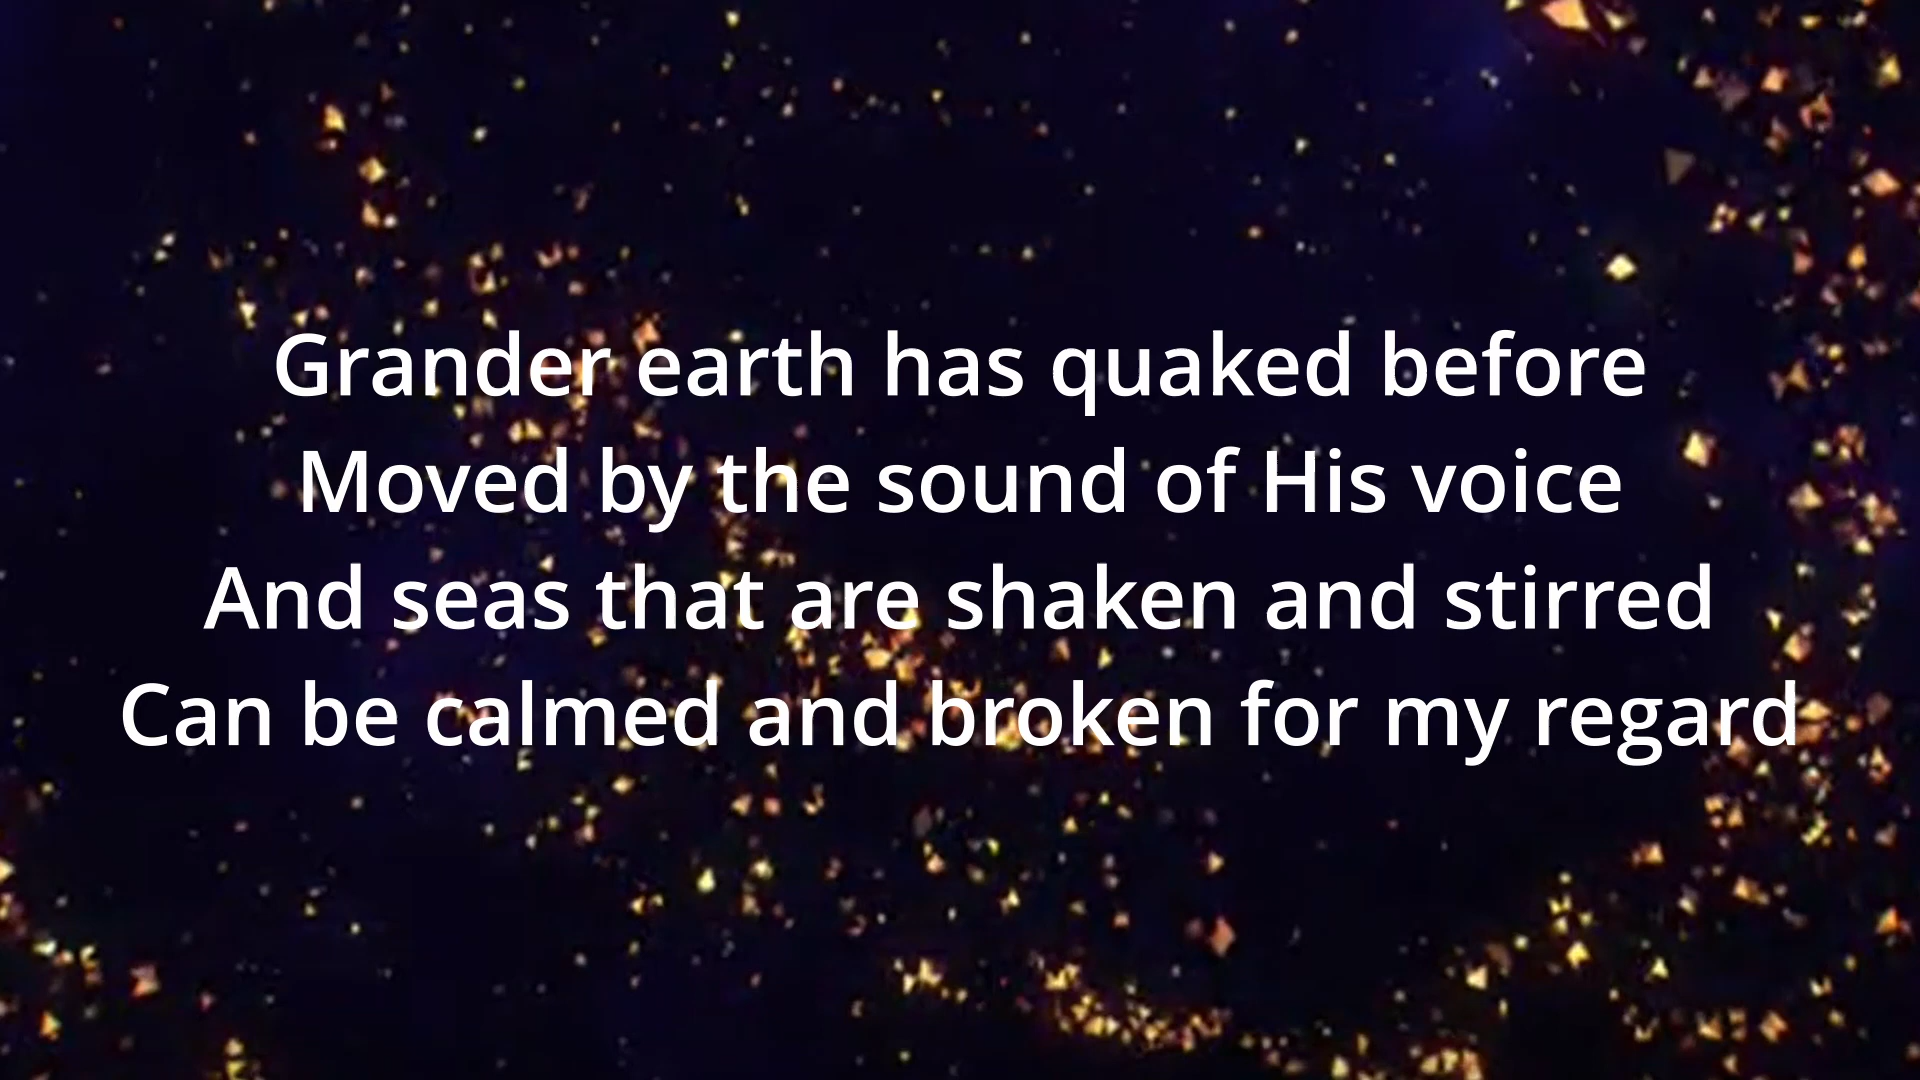 Grander earth has quaked before
Moved by the sound of His voice
And seas that are shaken and stirred
Can be calmed and broken for my regard